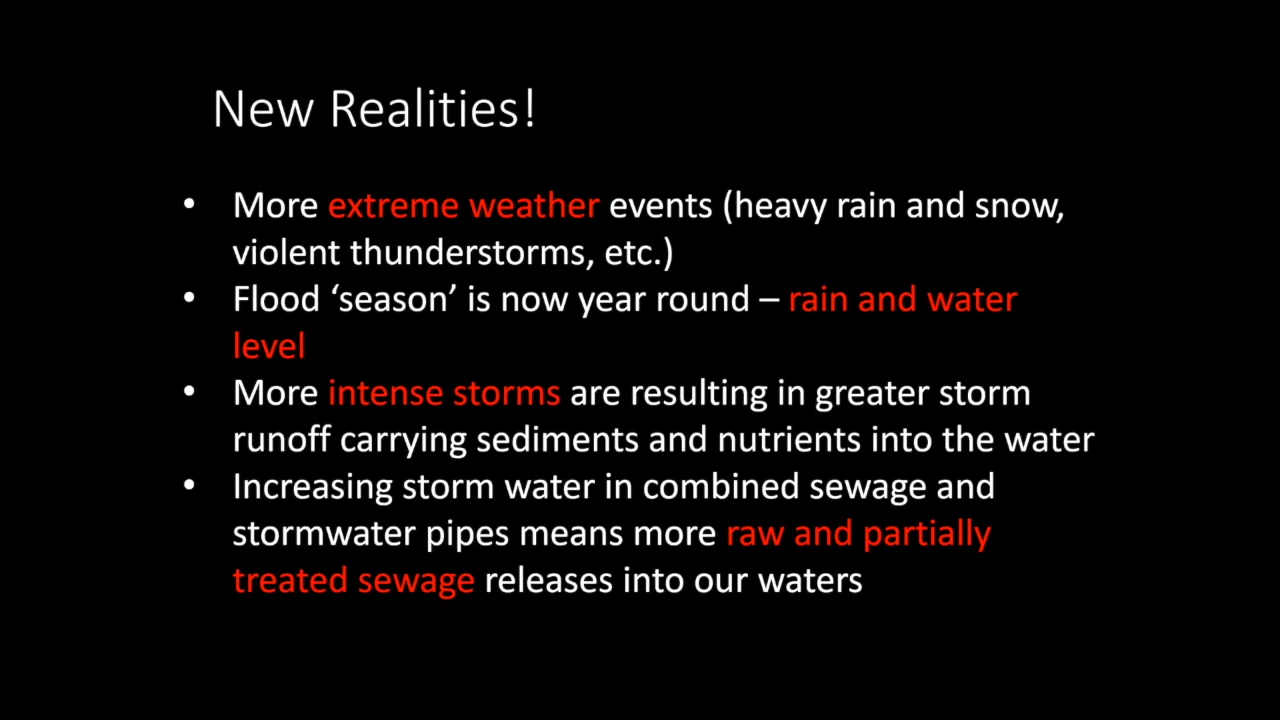 New Realities!
• More extreme weather events (heavy rain and snow,
violent thunderstorms, etc.)
• Flood ‘season’ is now year round – rain and water
level
• More intense storms are resulting in greater storm
runoff carrying sediments and nutrients into the water
• Increasing storm water in combined sewage and
stormwater pipes means more raw and partially
treated sewage releases into our waters